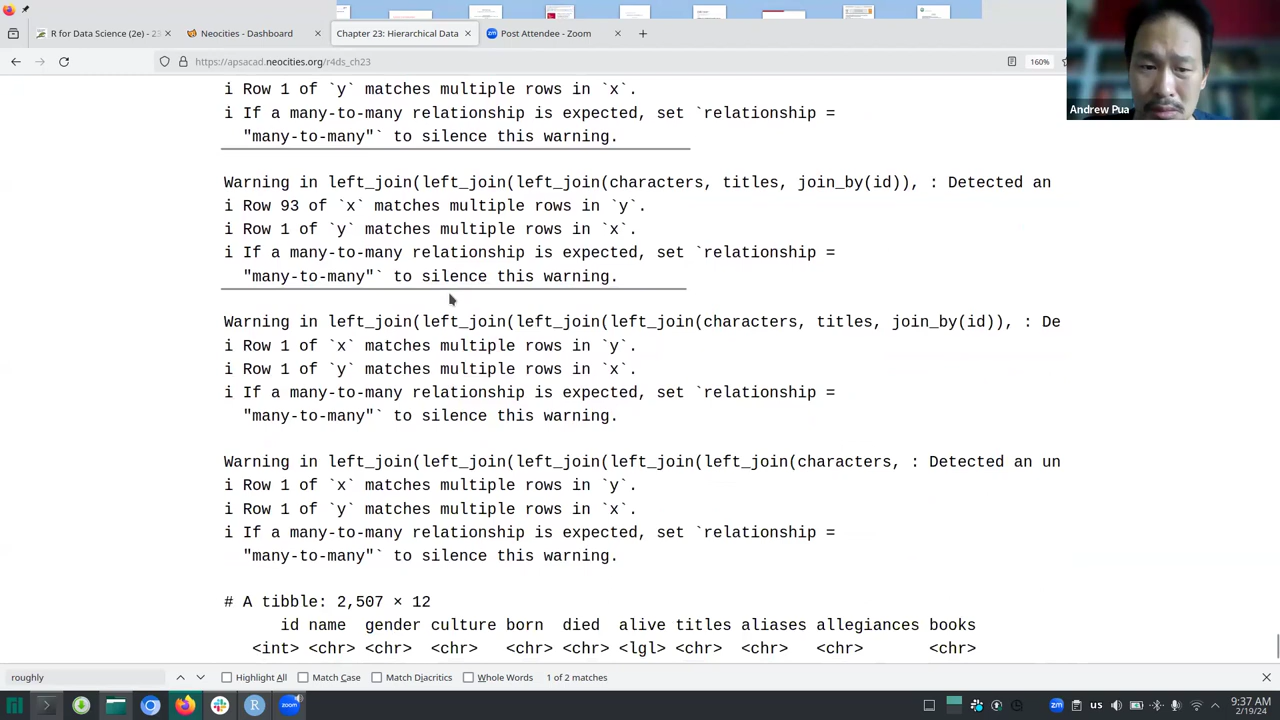 R for Data Science (2e) - 23
Neocities - Dashboard
Chapter 23: Hierarchical Data
Post Attendee - Zoom
https://apsacad.neocities.org/r4ds_ch23
160%
Andrew Pua
i Row 1 of `y` matches multiple rows in `x`.
i If a many-to-many relationship is expected, set `relationship =
"many-to-many"` to silence this warning.
Warning in left_join(left_join(left_join(characters, titles, join_by(id)), : Detected an
i Row 93 of `x` matches multiple rows in `y`.
i Row 1 of `y` matches multiple rows in `x`.
i If a many-to-many relationship is expected, set `relationship =
"many-to-many"` to silence this warning.
Warning in left_join(left_join(left_join(left_join(characters, titles, join_by(id)), : De
i Row 1 of `x` matches multiple rows in `y`.
i Row 1 of `y` matches multiple rows in `x`.
i If a many-to-many relationship is expected, set `relationship =
"many-to-many"` to silence this warning.
Warning in left_join(left_join(left_join(left_join(left_join(characters, : Detected an un
i Row 1 of `x` matches multiple rows in `y`.
i Row 1 of `y` matches multiple rows in `x`.
i If a many-to-many relationship is expected, set `relationship =
"many-to-many"` to silence this warning.
# A tibble: 2,507 × 12
id name gender culture born died alive titles aliases allegiances books
<int> <chr> <chr> <chr> <chr> <chr> <lgl> <chr> <chr> <chr> <chr>
roughly
Highlight All
Match Case
Match Diacritics
Whole Words
1 of 2 matches
us
9:37 AM
2/19/24